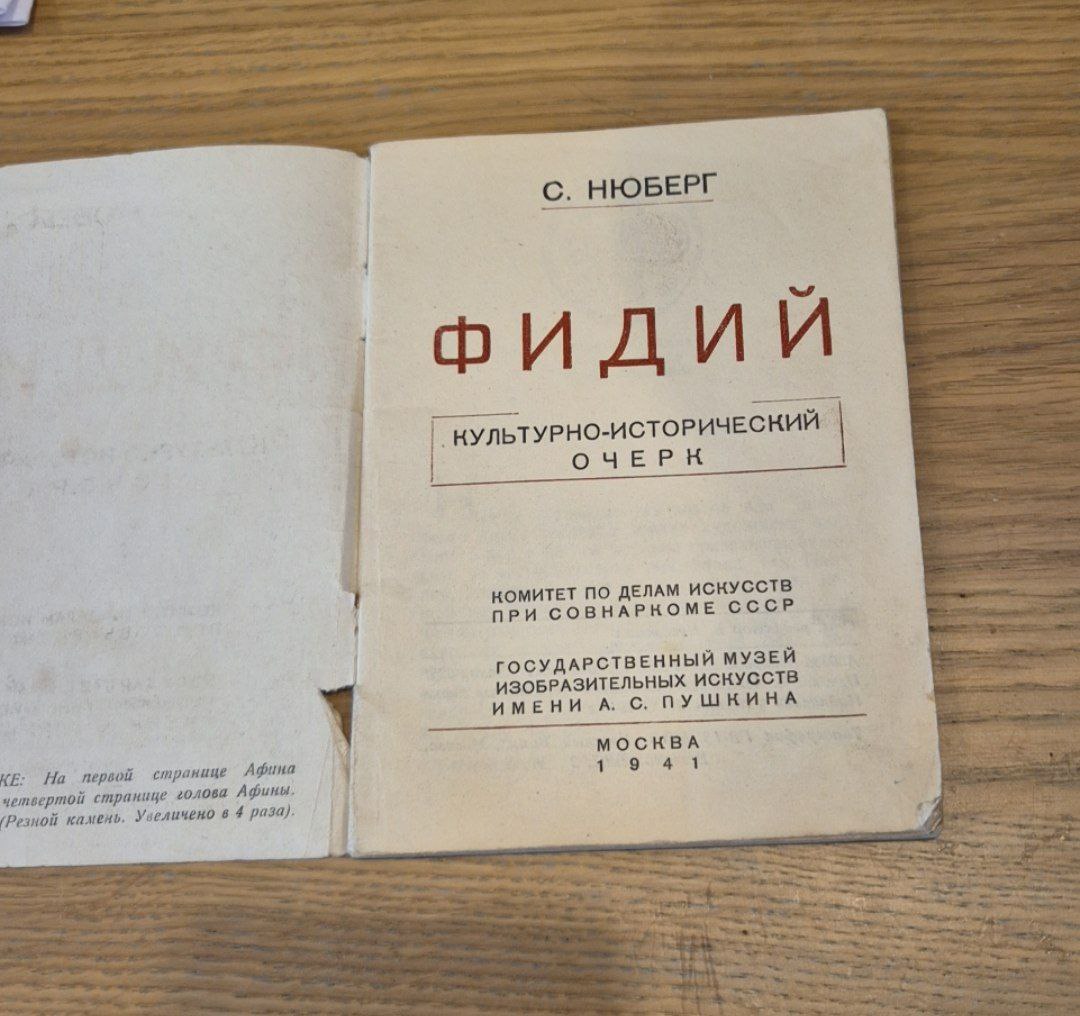 КЕ: На первой странице Афина
четвертой странице голова Афины.
(Резной камень. Увеличено в 4 раза).
С. НЮБЕРГ
ФИДИЙ
КУЛЬТУРНО-ИСТОРИЧЕСКИЙ
ОЧЕРК
КОМИТЕТ ПО ДЕЛАМ ИСКУССТВ
ПРИ СОВНАРКОМЕ СССР
ГОСУДАРСТВЕННЫЙ МУЗЕЙ
ИЗОБРАЗИТЕЛЬНЫХ ИСКУССТВ
ИМЕНИ А. С. ПУШКИНА
МОСКВА
1941